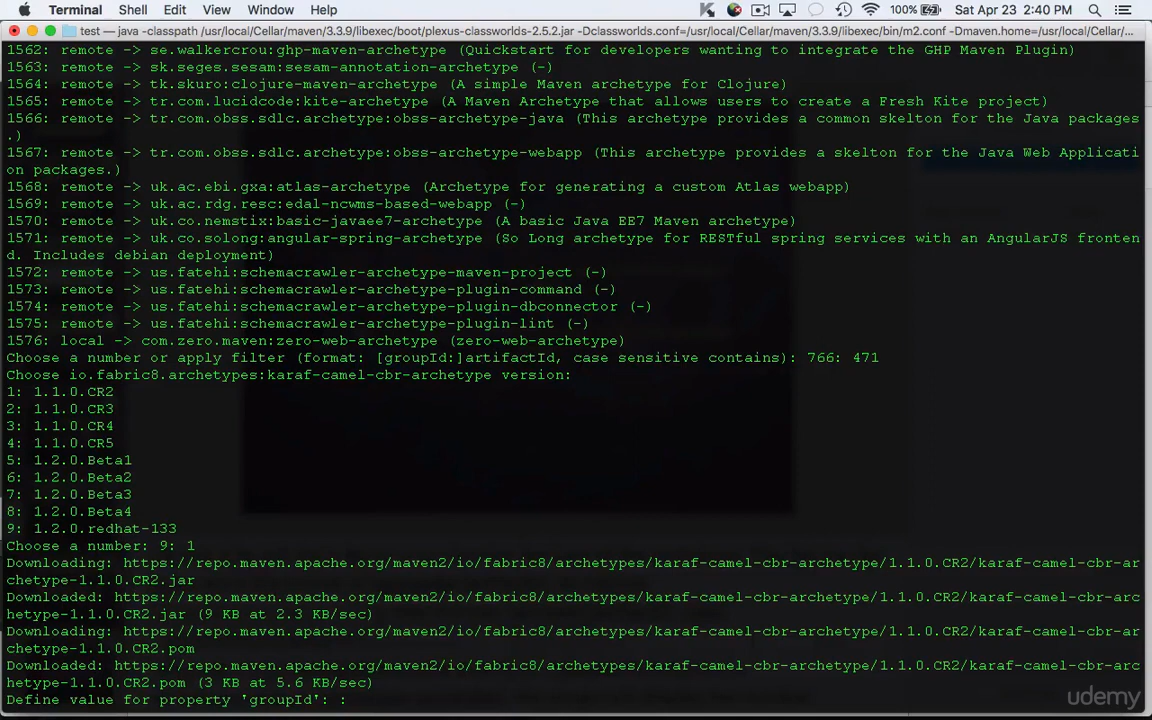 Terminal Shell Edit View Window Help 100% Sat Apr 23 2:40 PM
test — java -classpath /usr/local/Cellar/maven/3.3.9/libexec/boot/plexus-classworlds-2.5.2.jar -Dclassworlds.conf=/usr/local/Cellar/maven/3.3.9/libexec/bin/m2.conf -Dmaven.home=/usr/local/Cellar/...
1562: remote -> se.walkercrou:ghp-maven-archetype (Quickstart for developers wanting to integrate the GHP Maven Plugin)
1563: remote -> sk.seges.sesam:sesam-annotation-archetype (-)
1564: remote -> tk.skuro:clojure-maven-archetype (A simple Maven archetype for Clojure)
1565: remote -> tr.com.lucidcode:kite-archetype (A Maven Archetype that allows users to create a Fresh Kite project)
1566: remote -> tr.com.obss.sdlc.archetype:obss-archetype-java (This archetype provides a common skelton for the Java packages
.)
1567: remote -> tr.com.obss.sdlc.archetype:obss-archetype-webapp (This archetype provides a skelton for the Java Web Applicati
on packages.)
1568: remote -> uk.ac.ebi.gxa:atlas-archetype (Archetype for generating a custom Atlas webapp)
1569: remote -> uk.ac.rdg.resc:edal-ncwms-based-webapp (-)
1570: remote -> uk.co.nemstix:basic-javaee7-archetype (A basic Java EE7 Maven archetype)
1571: remote -> uk.co.solong:angular-spring-archetype (So Long archetype for RESTful spring services with an AngularJS fronten
d. Includes debian deployment)
1572: remote -> us.fatehi:schemacrawler-archetype-maven-project (-)
1573: remote -> us.fatehi:schemacrawler-archetype-plugin-command (-)
1574: remote -> us.fatehi:schemacrawler-archetype-plugin-dbconnector (-)
1575: remote -> us.fatehi:schemacrawler-archetype-plugin-lint (-)
1576: local -> com.zero.maven:zero-web-archetype (zero-web-archetype)
Choose a number or apply filter (format: [groupId:]artifactId, case sensitive contains): 766: 471
Choose io.fabric8.archetypes:karaf-camel-cbr-archetype version:
1: 1.1.0.CR2
2: 1.1.0.CR3
3: 1.1.0.CR4
4: 1.1.0.CR5
5: 1.2.0.Beta1
6: 1.2.0.Beta2
7: 1.2.0.Beta3
8: 1.2.0.Beta4
9: 1.2.0.redhat-133
Choose a number: 9: 1
Downloading: https://repo.maven.apache.org/maven2/io/fabric8/archetypes/karaf-camel-cbr-archetype/1.1.0.CR2/karaf-camel-cbr-ar
chetype-1.1.0.CR2.jar
Downloaded: https://repo.maven.apache.org/maven2/io/fabric8/archetypes/karaf-camel-cbr-archetype/1.1.0.CR2/karaf-camel-cbr-arc
hetype-1.1.0.CR2.jar (9 KB at 2.3 KB/sec)
Downloading: https://repo.maven.apache.org/maven2/io/fabric8/archetypes/karaf-camel-cbr-archetype/1.1.0.CR2/karaf-camel-cbr-ar
chetype-1.1.0.CR2.pom
Downloaded: https://repo.maven.apache.org/maven2/io/fabric8/archetypes/karaf-camel-cbr-archetype/1.1.0.CR2/karaf-camel-cbr-arc
hetype-1.1.0.CR2.pom (3 KB at 5.6 KB/sec)
Define value for property 'groupId': :
udemy